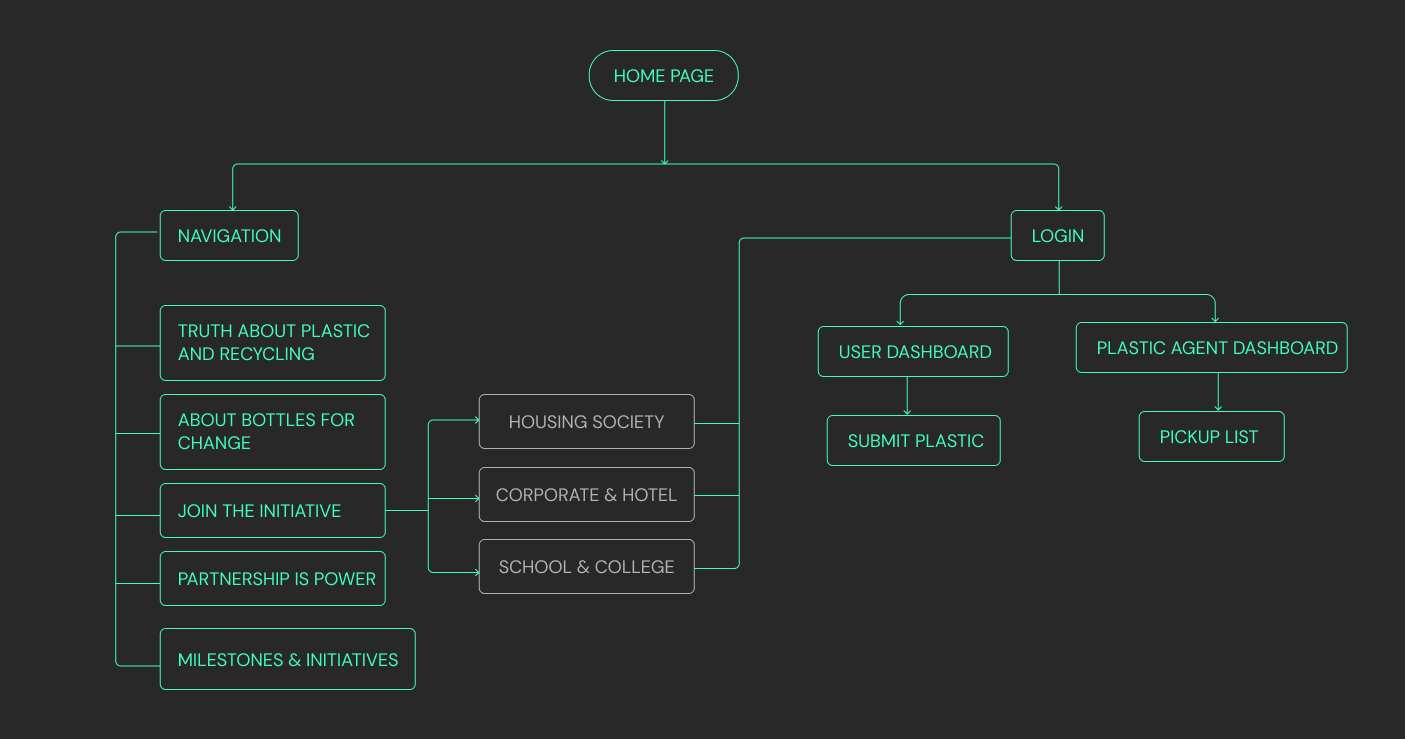 HOME PAGE
NAVIGATION
LOGIN
TRUTH ABOUT PLASTIC
AND RECYCLING
ABOUT BOTTLES FOR
CHANGE
JOIN THE INITIATIVE
PARTNERSHIP IS POWER
MILESTONES & INITIATIVES
HOUSING SOCIETY
CORPORATE & HOTEL
SCHOOL & COLLEGE
USER DASHBOARD
SUBMIT PLASTIC
PLASTIC AGENT DASHBOARD
PICKUP LIST